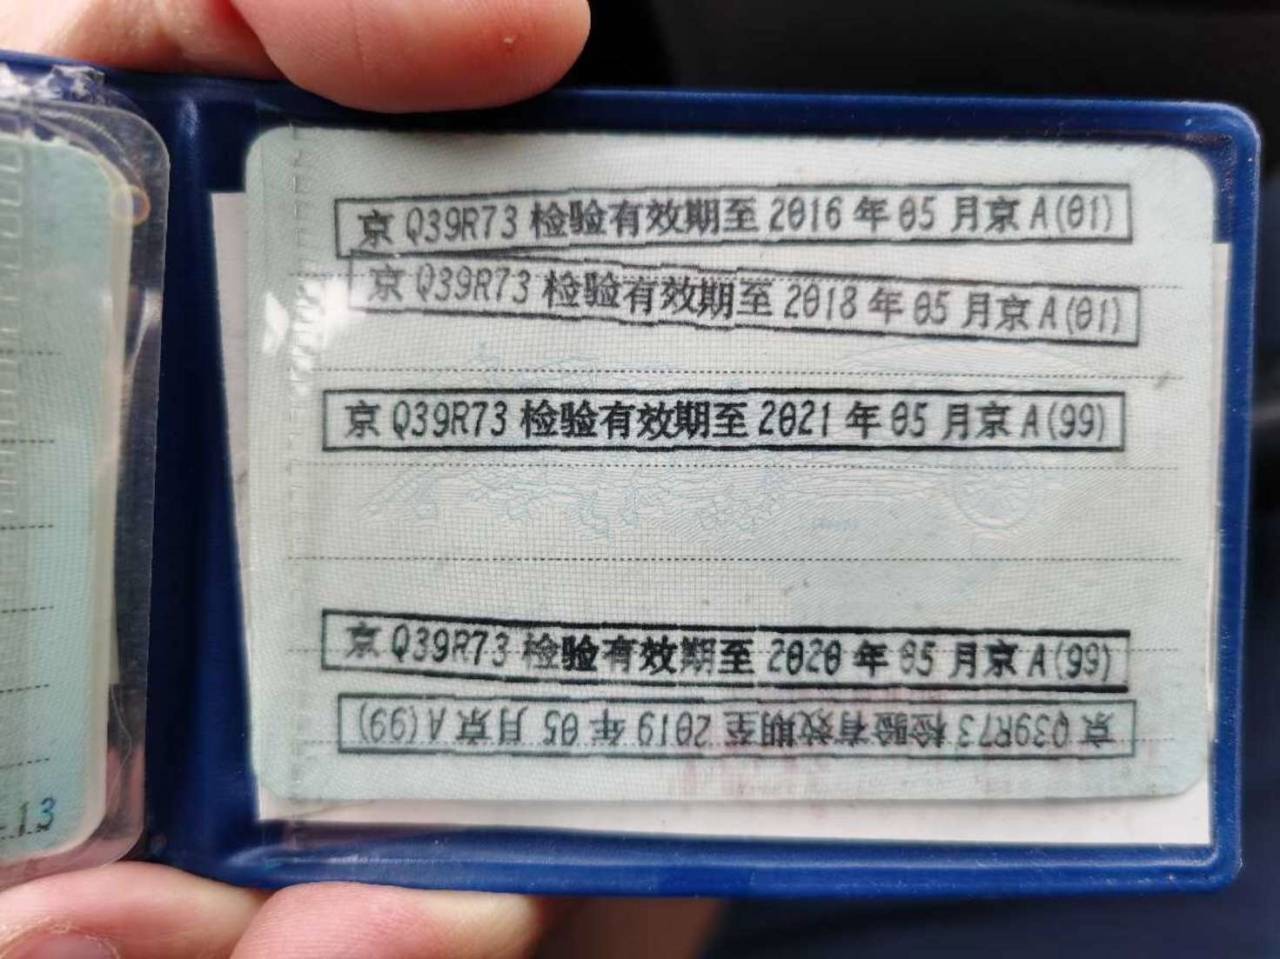 京Q39R73检验有效期至2016年05月京A(01)
京Q39R73检验有效期至2018年05月京A(01)
京Q39R73检验有效期至2021年05月京A(99)
京Q39R73检验有效期至2020年05月京A(99)
京Q39R73检验有效期至2019年05月京A(99)
13